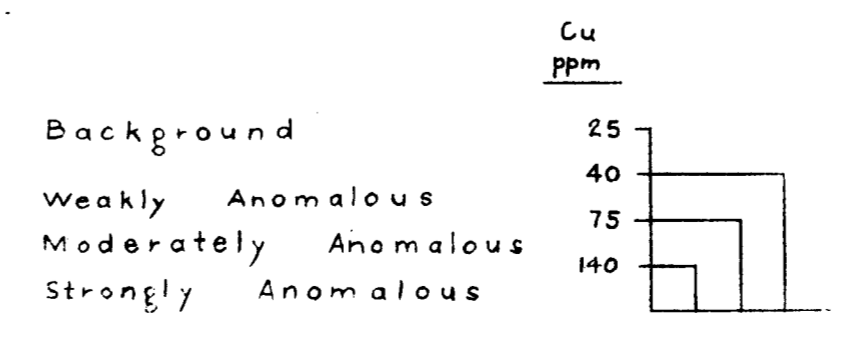 Cu
ppm
Background
25
40
Weakly Anomalous
75
Moderately Anomalous
140
Strongly Anomalous